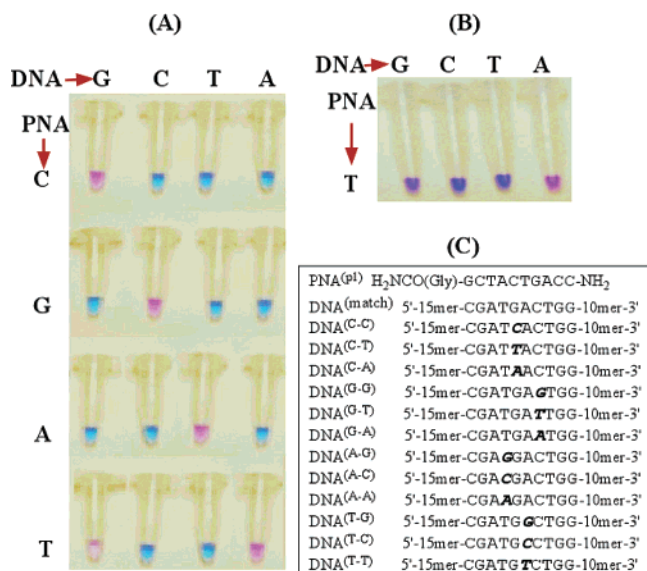 (A)
DNA G C T A
PNA
C
G
A
T
(B)
DNA G C T A
PNA
T
(C)
PNA(p1) H2NCO(Gly)-GCTACTGACC-NH2
DNA(match) 5'-15mer-CGATGACTGG-10mer-3'
DNA(C-C) 5'-15mer-CGATCACTGG-10mer-3'
DNA(C-T) 5'-15mer-CGATTACTGG-10mer-3'
DNA(C-A) 5'-15mer-CGATAACTGG-10mer-3'
DNA(G-G) 5'-15mer-CGATGAGTGG-10mer-3'
DNA(G-T) 5'-15mer-CGATGATTGG-10mer-3'
DNA(G-A) 5'-15mer-CGATGAATGG-10mer-3'
DNA(A-G) 5'-15mer-CGAGGACTGG-10mer-3'
DNA(A-C) 5'-15mer-CGACGACTGG-10mer-3'
DNA(A-A) 5'-15mer-CGAAGACTGG-10mer-3'
DNA(T-G) 5'-15mer-CGATGGCTGG-10mer-3'
DNA(T-C) 5'-15mer-CGATGCCTGG-10mer-3'
DNA(T-T) 5'-15mer-CGATGTCTGG-10mer-3'